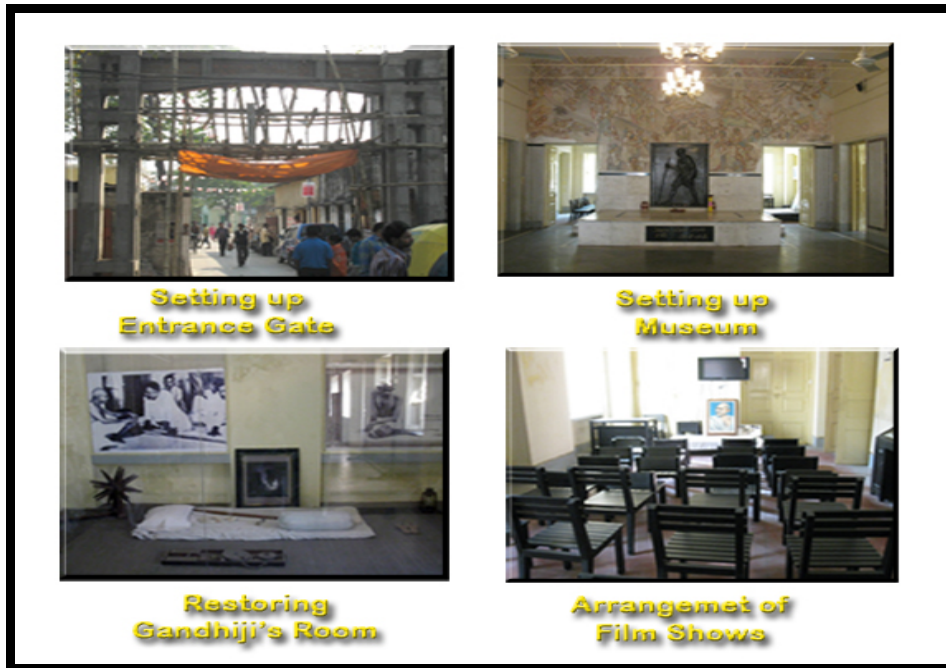 Setting up
Entrance Gate
Setting up
Museum
Restoring
Gandhiji's Room
Arrangemet of
Film Shows